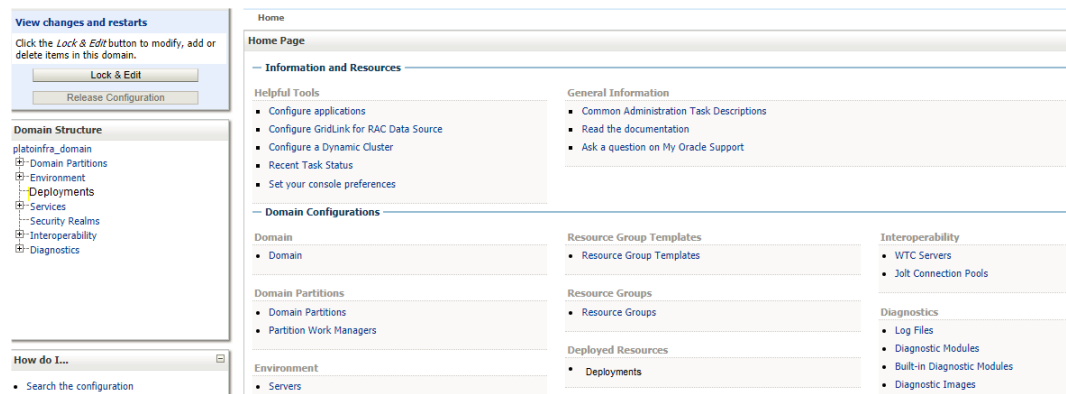 View changes and restarts
Click the Lock & Edit button to modify, add or
delete items in this domain.
Lock & Edit
Release Configuration
Domain Structure
platoinfra_domain
Domain Partitions
Environment
Deployments
Services
Security Realms
Interoperability
Diagnostics
How do I...
Search the configuration
Home
Home Page
Information and Resources
Helpful Tools
Configure applications
Configure GridLink for RAC Data Source
Configure a Dynamic Cluster
Recent Task Status
Set your console preferences
General Information
Common Administration Task Descriptions
Read the documentation
Ask a question on My Oracle Support
Domain Configurations
Domain
Domain
Domain Partitions
Domain Partitions
Partition Work Managers
Environment
Servers
Resource Group Templates
Resource Group Templates
Resource Groups
Resource Groups
Deployed Resources
Deployments
Interoperability
WTC Servers
Jolt Connection Pools
Diagnostics
Log Files
Diagnostic Modules
Built-in Diagnostic Modules
Diagnostic Images